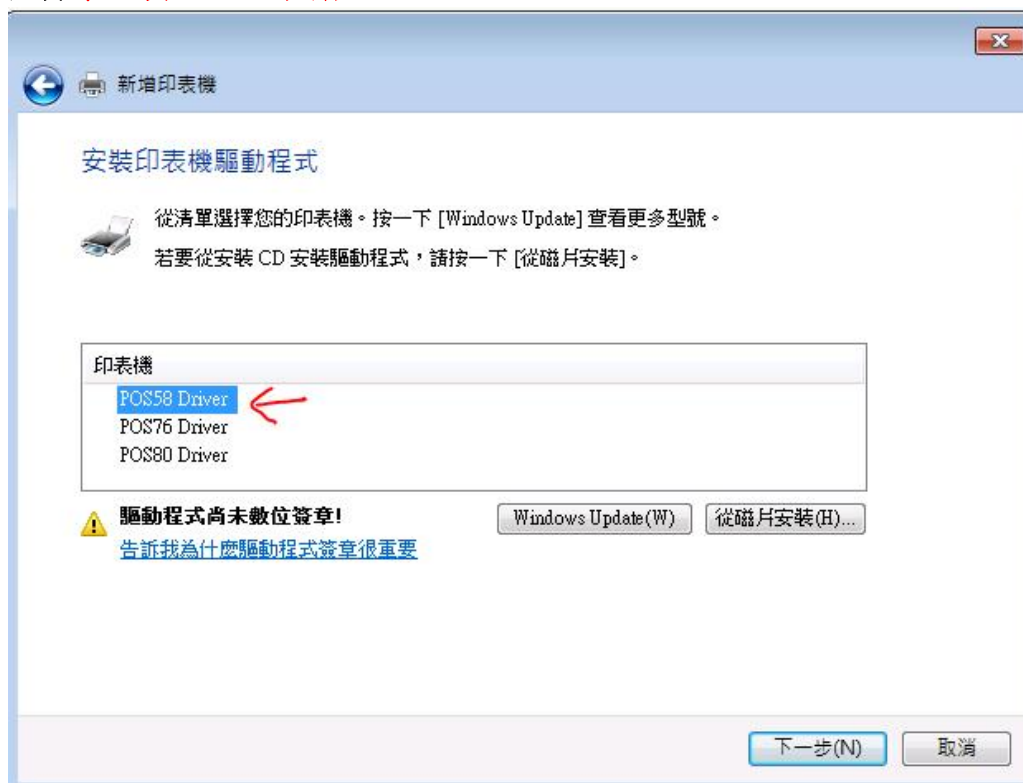 新增印表機
安裝印表機驅動程式
從清單選擇您的印表機。按一下 [Windows Update] 查看更多型號。
若要從安裝 CD 安裝驅動程式，請按一下 [從磁片安裝]。
印表機
POS58 Driver
POS76 Driver
POS80 Driver
驅動程式尚未數位簽章!
Windows Update(W)
從磁片安裝(H)...
告訴我為什麼驅動程式簽章很重要
下一步(N)
取消